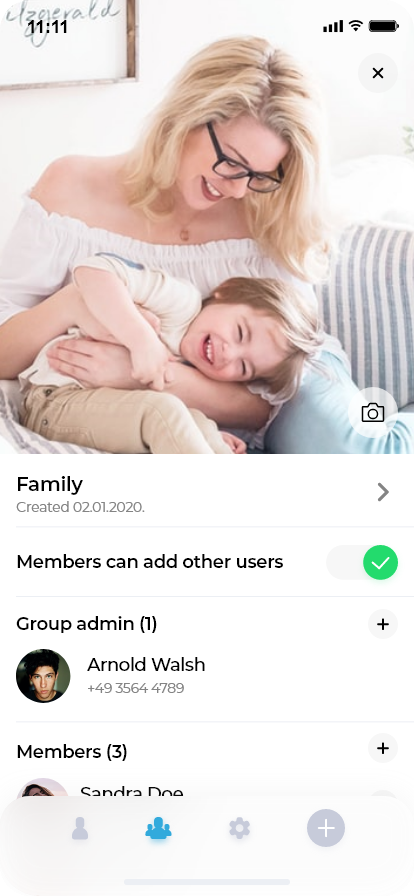 11:11
Family
Created 02.01.2020.
Members can add other users
Group admin (1)
Arnold Walsh
+49 3564 4789
Members (3)
Sandra Doe